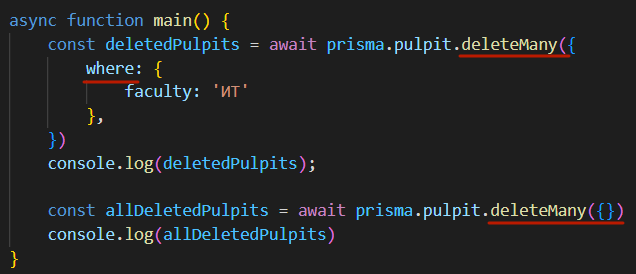 async function main() {
    const deletedPulpits = await prisma.pulpit.deleteMany({
        where: {
            faculty: 'ИТ'
        },
    })
    console.log(deletedPulpits);

    const allDeletedPulpits = await prisma.pulpit.deleteMany({})
    console.log(allDeletedPulpits)
}